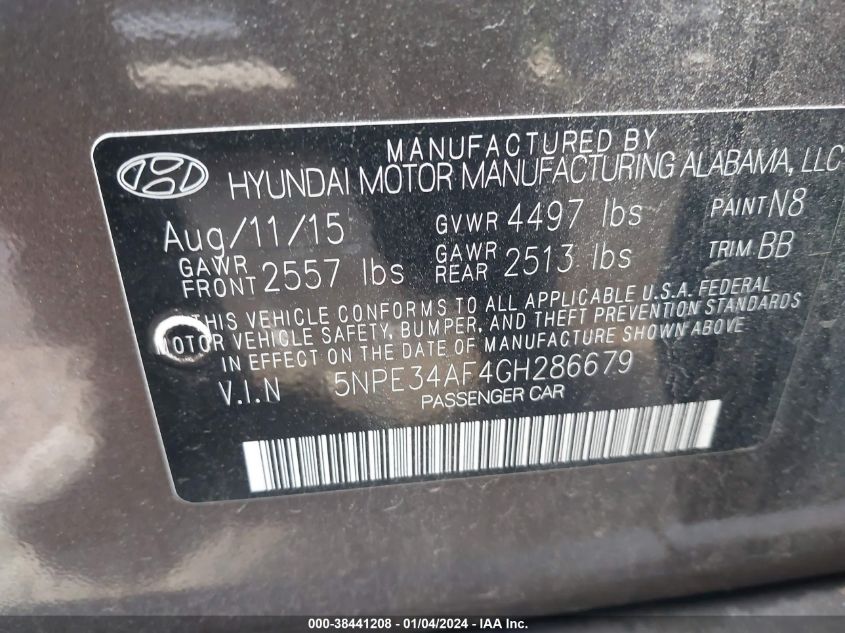 MANUFACTURED BY
HYUNDAI MOTOR MANUFACTURING ALABAMA, LLC
Aug/11/15 GVWR 4497 lbs PAINT N8
GAWR FRONT 2557 lbs GAWR REAR 2513 lbs TRIM BB
THIS VEHICLE CONFORMS TO ALL APPLICABLE U.S.A. FEDERAL
MOTOR VEHICLE SAFETY, BUMPER, AND THEFT PREVENTION STANDARDS
IN EFFECT ON THE DATE OF MANUFACTURE SHOWN ABOVE
V.I.N 5NPE34AF4GH286679
PASSENGER CAR
000-38441208 - 01/04/2024 - IAA Inc.